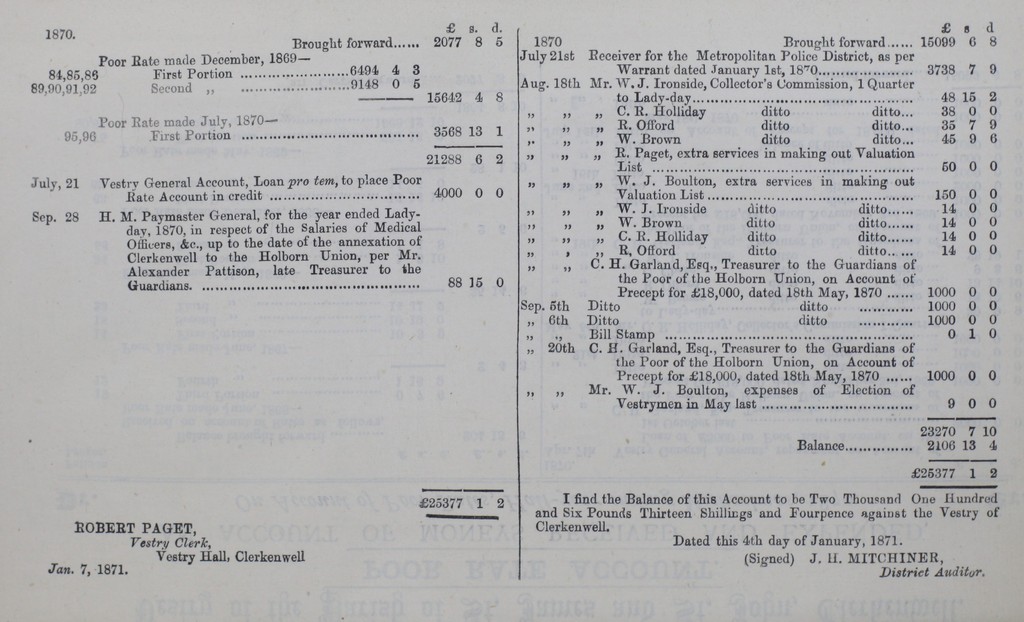 1870.
£ s. d.
Brought forward...... 2077 8 5
Poor Rate made December, 1869—
84,85,86 First Portion ........................6494 4 3
89,90,91,92 Second „ ........................9148 0 5
15642 4 8
Poor Rate made July, 1870—
95,96 First Portion ....................................... 3568 13 1
21288 6 2
July, 21 Vestry General Account, Loan pro tem, to place Poor
Rate Account in credit ................................. 4000 0 0
Sep. 28 H. M. Paymaster General, for the year ended Lady-
day, 1870, in respect of the Salaries of Medical
Officers, &c., up to the date of the annexation of
Clerkenwell to the Holborn Union, per Mr.
Alexander Pattison, late Treasurer to the
Guardians. ............................................. 88 15 0
£25377 1 2
ROBERT PAGET,
Vestry Clerk,
Vestry Hall, Clerkenwell
Jan. 7, 1871.
£ s d
1870 Brought forward...... 15099 6 8
July 21st Receiver for the Metropolitan Police District, as per
Warrant dated January 1st, 1870..................... 3738 7 9
Aug. 18th Mr. W. J. Ironside, Collector's Commission, 1 Quarter
to Lady-day................................................ 48 15 2
„ „ „ C. R. Holliday ditto ditto... 38 0 0
„ „ „ R. Offord ditto ditto... 35 7 9
„ „ „ W. Brown ditto ditto... 45 9 6
„ „ „ R. Paget, extra services in making out Valuation
List ......................................................... 50 0 0
„ „ „ W. J. Boulton, extra services in making out
Valuation List............................................. 150 0 0
„ „ „ W. J. Ironside ditto ditto...... 14 0 0
„ „ „ W. Brown ditto ditto...... 14 0 0
„ „ „ C. R. Holliday ditto ditto...... 14 0 0
„ , „ R, Offord ditto ditto...... 14 0 0
„ „ C. H. Garland, Esq., Treasurer to the Guardians of
the Poor of the Holborn Union, on Account of
Precept for £18,000, dated 18th May, 1870 ...... 1000 0 0
Sep. 5th Ditto ditto ............ 1000 0 0
„ 6th Ditto ditto ............ 1000 0 0
„ „ Bill Stamp ................................................... 0 1 0
„ 20th C. H. Garland, Esq., Treasurer to the Guardians of
the Poor of the Holborn Union, on Account of
Precept for £18,000, dated 18th May, 1870 ...... 1000 0 0
„ „ Mr. W. J. Boulton, expenses of Election of
Vestrymen in May last ................................. 9 0 0
23270 7 10
Balance............... 2106 13 4
£25377 1 2
I find the Balance of this Account to be Two Thousand One Hundred
and Six Pounds Thirteen Shillings and Fourpence against the Vestry of
Clerkenwell.
Dated this 4th day of January, 1871.
(Signed) J. H. MITCHINER,
District Auditor.